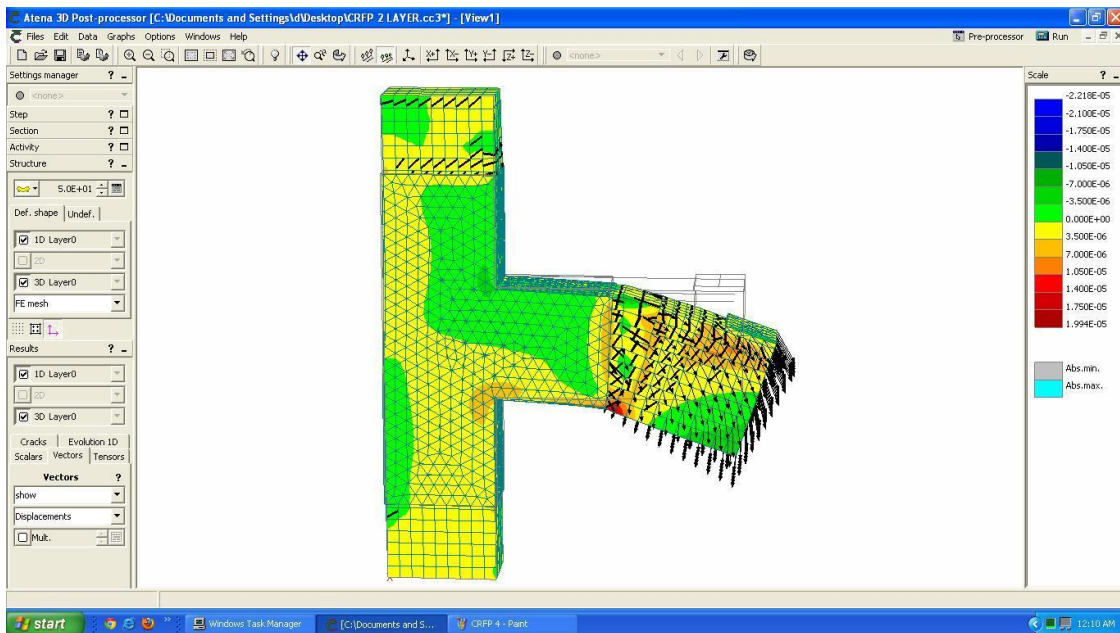 Atena 3D Post-processor [C:\Documents and Settings\d\Desktop\CRFP 2 LAYER.cc3*] - [View1]
Files Edit Data Graphs Options Windows Help
Pre-processor Run
<none>
Settings manager ? _
<none>
Step ?
Section ?
Activity ?
Structure ? _
5.0E+01
Def. shape Undef.
1D Layer0
2D
3D Layer0
FE mesh
Results ? _
1D Layer0
2D
3D Layer0
Cracks Evolution 1D
Scalars Vectors Tensors
Vectors ?
show
Displacements
Mult.
Scale ? _
-2.218E-05
-2.100E-05
-1.750E-05
-1.400E-05
-1.050E-05
-7.000E-06
-3.500E-06
0.000E+00
3.500E-06
7.000E-06
1.050E-05
1.400E-05
1.750E-05
1.994E-05
Abs.min.
Abs.max.
start
Windows Task Manager
[C:\Documents and S...
CRFP 4 - Paint
12:10 AM